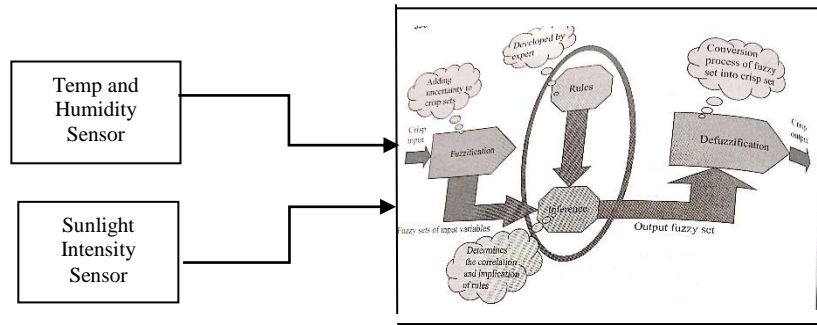 Temp and
Humidity
Sensor
Sunlight
Intensity
Sensor
Developed by
expert
Conversion
process of fuzzy
set into crisp set
Adding
uncertainty to
crisp sets
Rules
Crisp
input
Fuzzification
Defuzzification
Crisp
output
Inference
Fuzzy sets of input variables
Output fuzzy set
Determines
the correlation
and implication
of rules